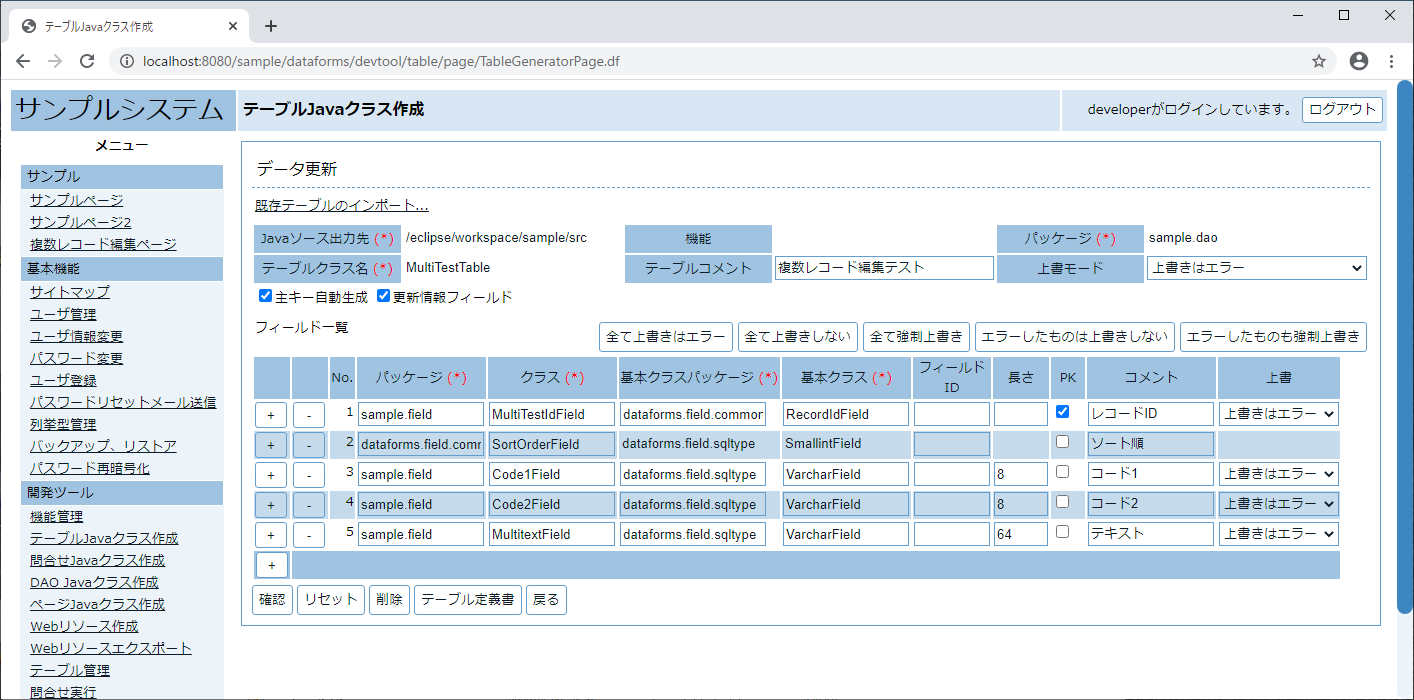 テーブルJavaクラス作成
localhost:8080/sample/dataforms/devtool/table/page/TableGeneratorPage.df
サンプルシステム
テーブルJavaクラス作成
developerがログインしています。 ログアウト
メニュー
サンプル
サンプルページ
サンプルページ2
複数レコード編集ページ
基本機能
サイトマップ
ユーザ管理
ユーザ情報変更
パスワード変更
ユーザ登録
パスワードリセットメール送信
列挙型管理
バックアップ、リストア
パスワード再暗号化
開発ツール
機能管理
テーブルJavaクラス作成
問合せJavaクラス作成
DAO Javaクラス作成
ページJavaクラス作成
Webリソース作成
Webリソースエクスポート
テーブル管理
問合せ実行
データ更新
既存テーブルのインポート...
Javaソース出力先 (*) /eclipse/workspace/sample/src 機能 パッケージ (*) sample.dao
テーブルクラス名 (*) MultiTestTable テーブルコメント 複数レコード編集テスト 上書モード 上書きはエラー
主キー自動生成 更新情報フィールド
フィールド一覧
全て上書きはエラー 全て上書きしない 全て強制上書き エラーしたものは上書きしない エラーしたものも強制上書き
No. パッケージ (*) クラス (*) 基本クラスパッケージ (*) 基本クラス (*) フィールドID 長さ PK コメント 上書
+ - 1 sample.field MultiTestIdField dataforms.field.common RecordIdField レコードID 上書きはエラー
+ - 2 dataforms.field.comm SortOrderField dataforms.field.sqltype SmallintField ソート順
+ - 3 sample.field Code1Field dataforms.field.sqltype VarcharField 8 コード1 上書きはエラー
+ - 4 sample.field Code2Field dataforms.field.sqltype VarcharField 8 コード2 上書きはエラー
+ - 5 sample.field MultitextField dataforms.field.sqltype VarcharField 64 テキスト 上書きはエラー
+
確認 リセット 削除 テーブル定義書 戻る